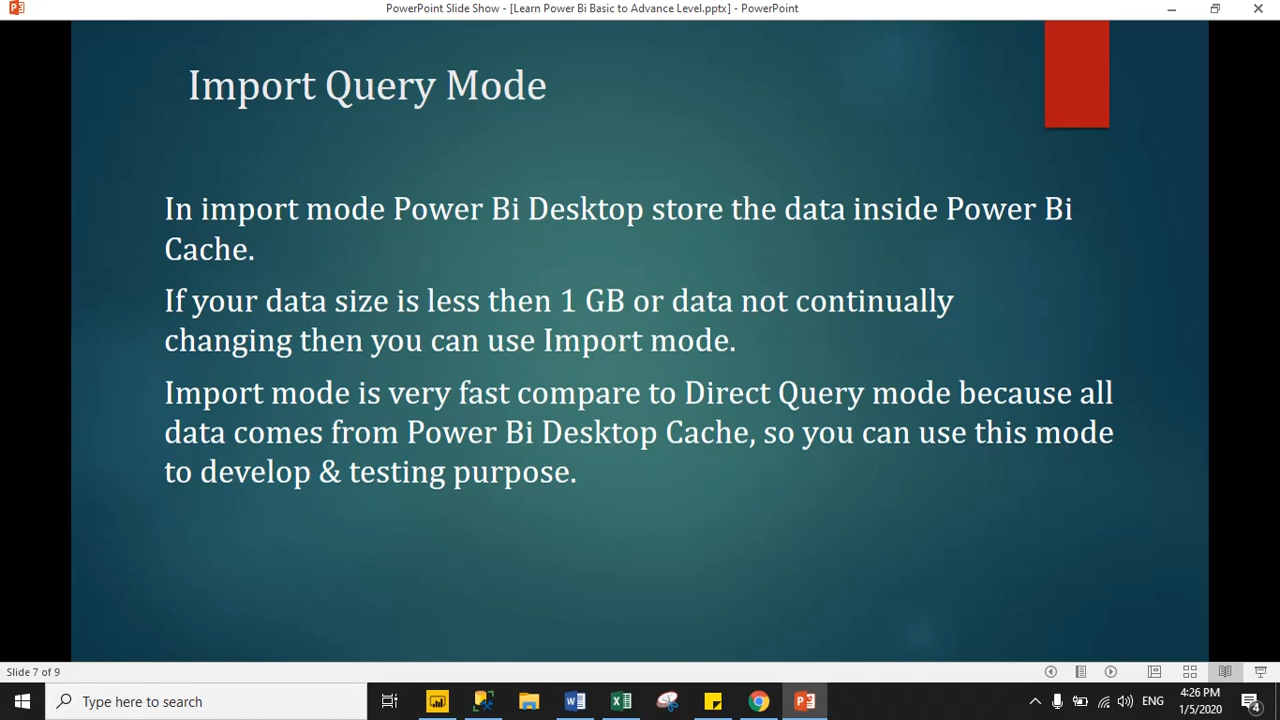 PowerPoint Slide Show - [Learn Power Bi Basic to Advance Level.pptx] - PowerPoint
Import Query Mode
In import mode Power Bi Desktop store the data inside Power Bi
Cache.
If your data size is less then 1 GB or data not continually
changing then you can use Import mode.
Import mode is very fast compare to Direct Query mode because all
data comes from Power Bi Desktop Cache, so you can use this mode
to develop & testing purpose.
Slide 7 of 9
Type here to search
ENG
4:26 PM
1/5/2020
4